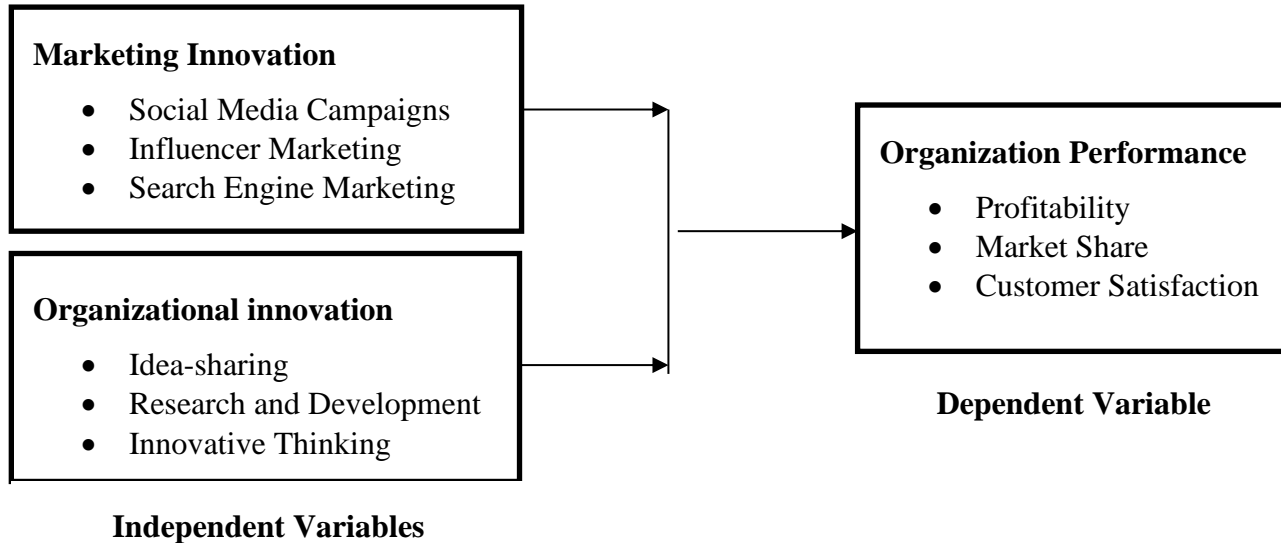 Marketing Innovation
• Social Media Campaigns
• Influencer Marketing
• Search Engine Marketing
Organizational innovation
• Idea-sharing
• Research and Development
• Innovative Thinking
Independent Variables
Organization Performance
• Profitability
• Market Share
• Customer Satisfaction
Dependent Variable